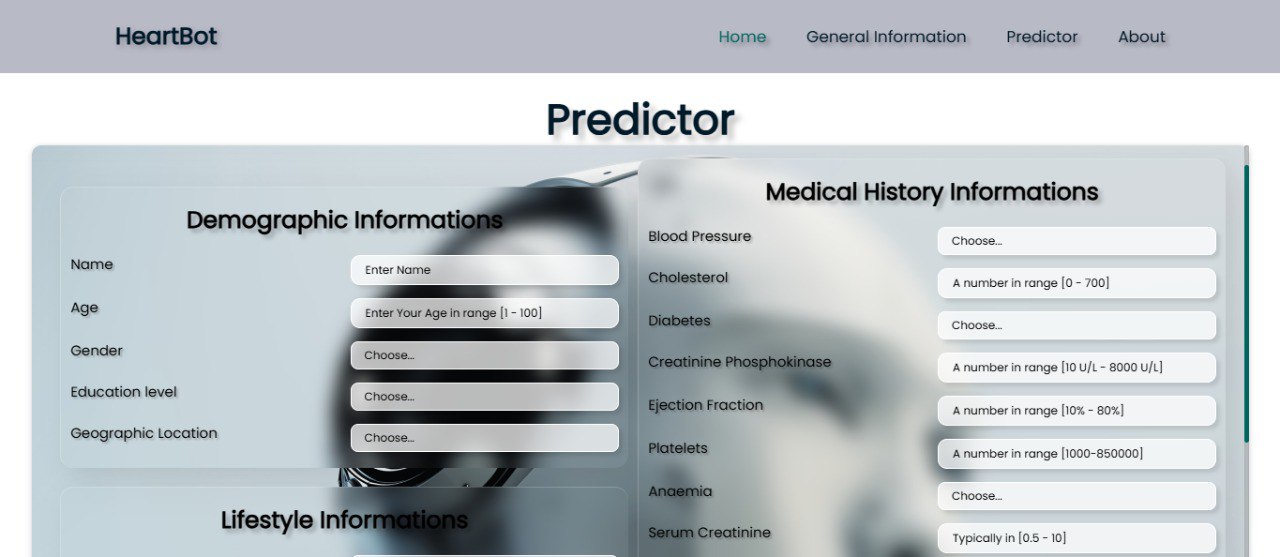 HeartBot
Home General Information Predictor About
Predictor
Demographic Informations
Name Enter Name
Age Enter Your Age in range [1 - 100]
Gender Choose...
Education level Choose...
Geographic Location Choose...
Lifestyle Informations
Medical History Informations
Blood Pressure Choose...
Cholesterol A number in range [0 - 700]
Diabetes Choose...
Creatinine Phosphokinase A number in range [10 U/L - 8000 U/L]
Ejection Fraction A number in range [10% - 80%]
Platelets A number in range [1000-850000]
Anaemia Choose...
Serum Creatinine Typically in [0.5 - 10]